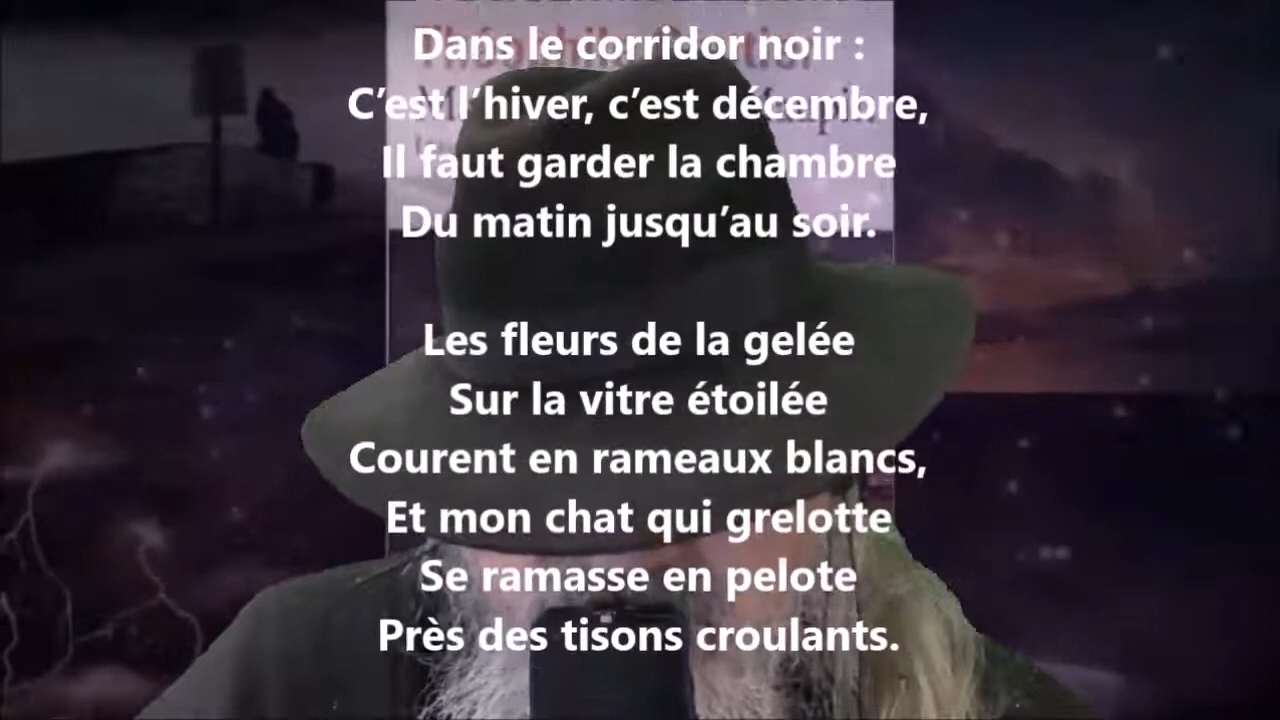 Dans le corridor noir :
C’est l’hiver, c’est décembre,
Il faut garder la chambre
Du matin jusqu’au soir.
Les fleurs de la gelée
Sur la vitre étoilée
Courent en rameaux blancs,
Et mon chat qui grelotte
Se ramasse en pelote
Près des tisons croulants.